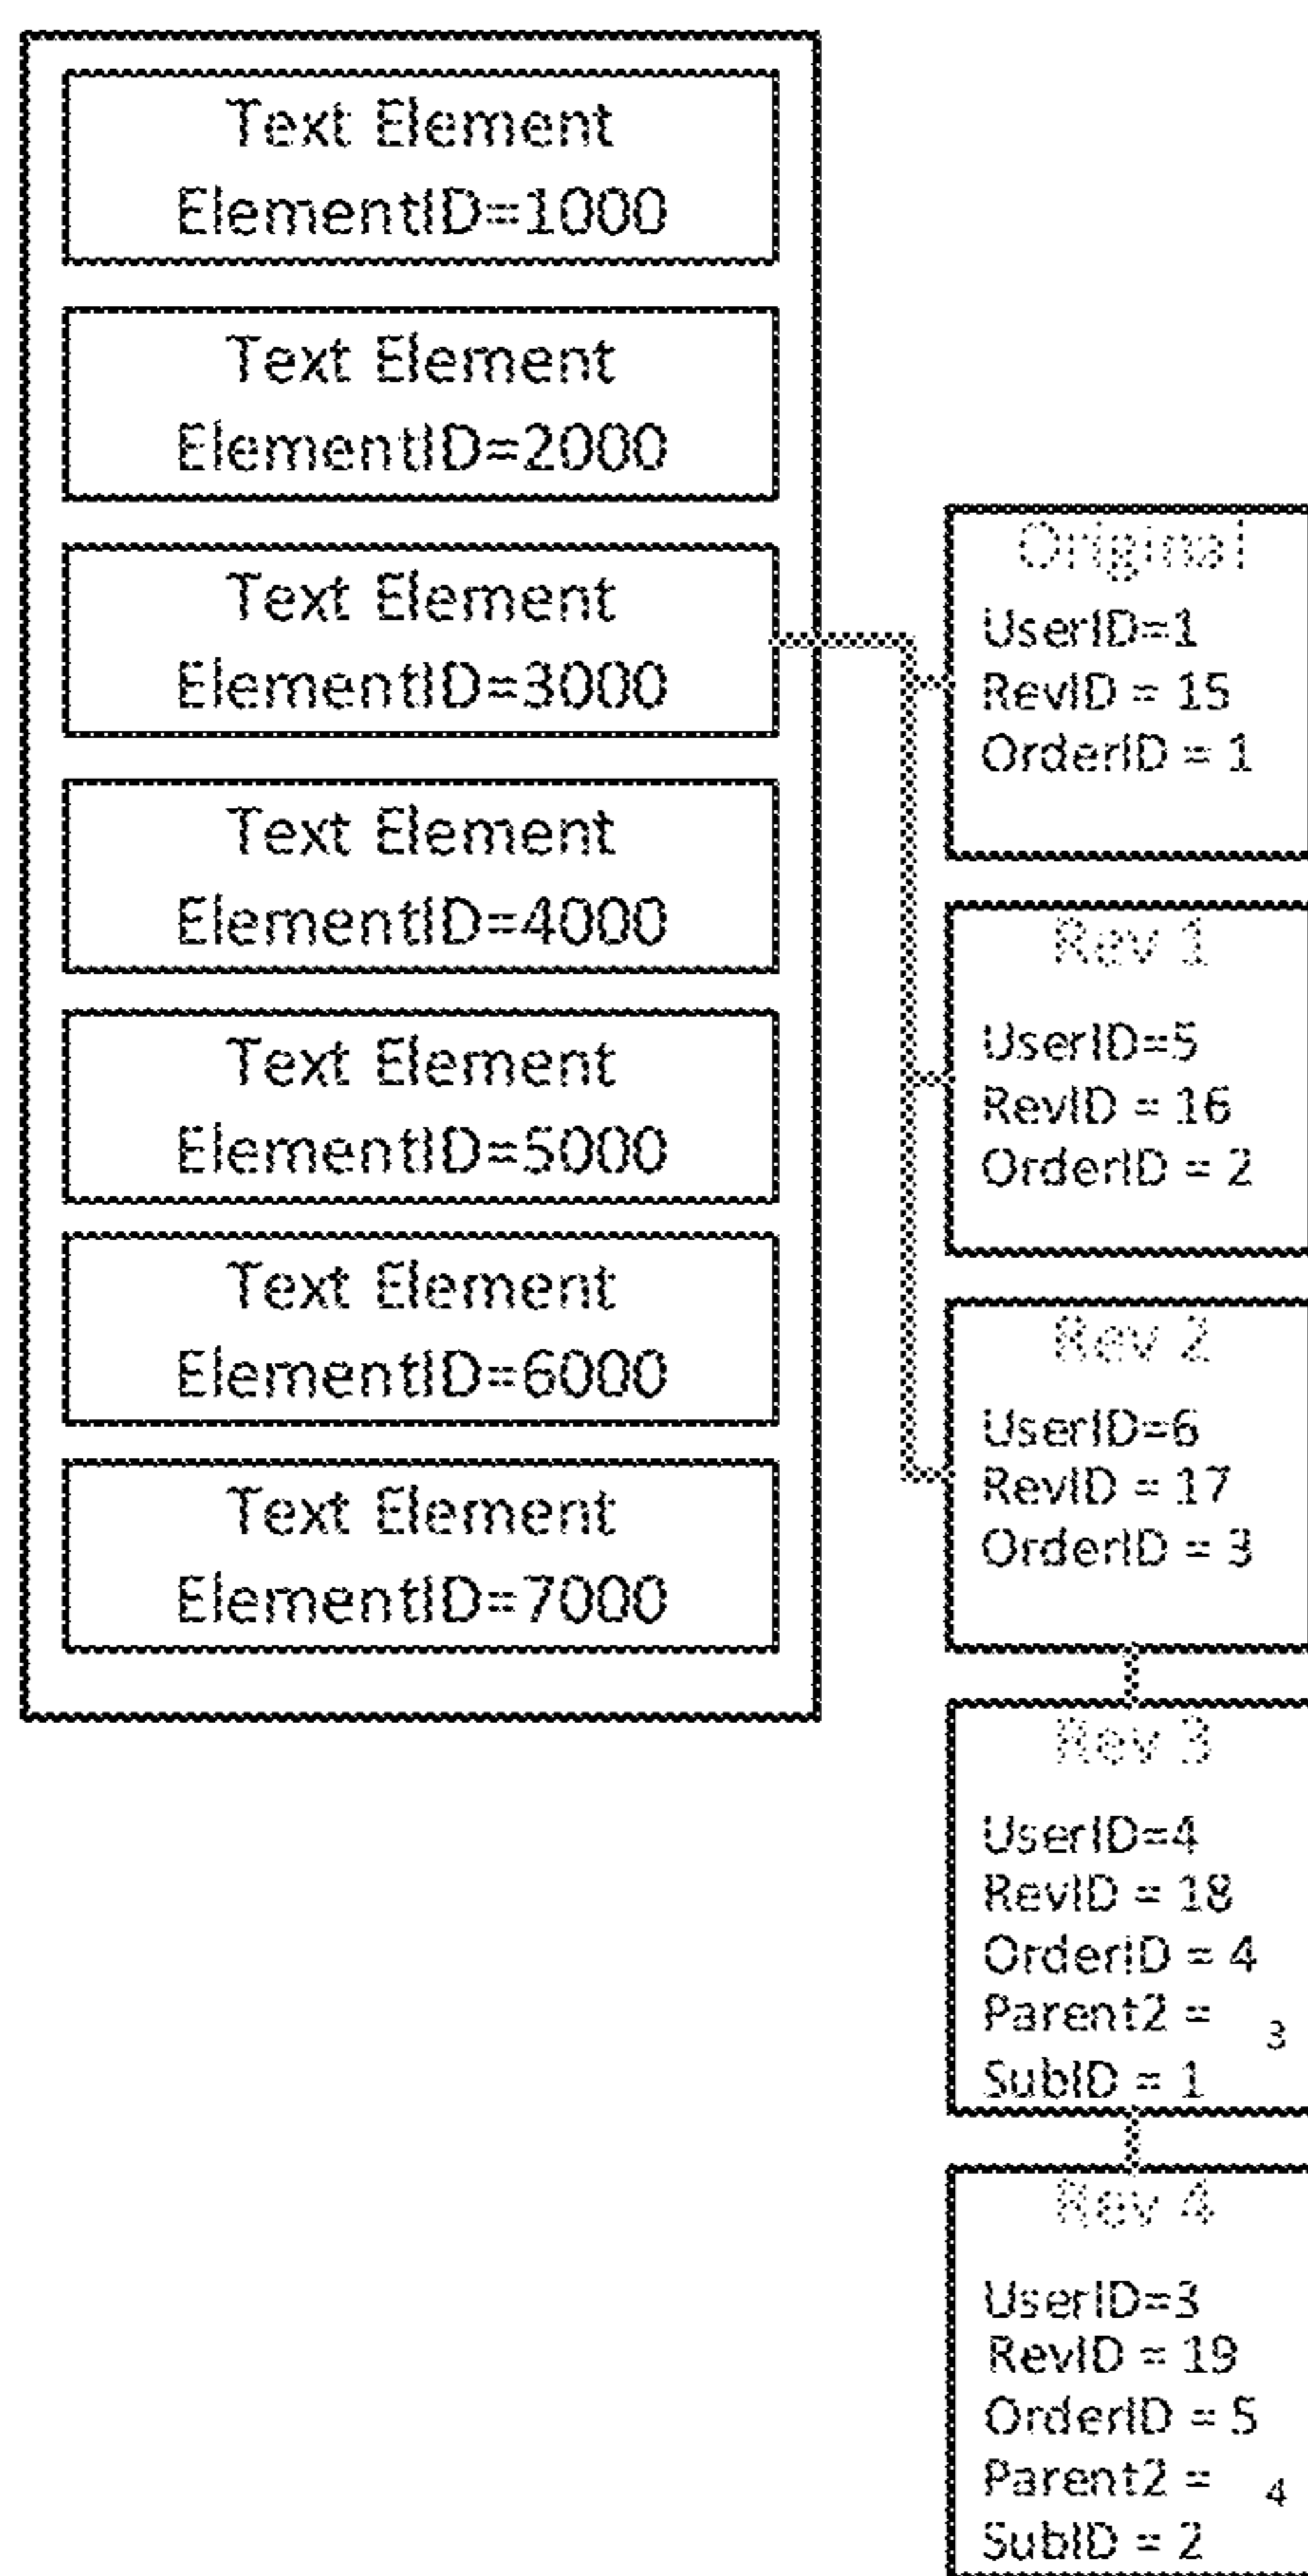 Text Element
ElementID=1000
Text Element
ElementID=2000
Text Element
ElementID=3000
Text Element
ElementID=4000
Text Element
ElementID=5000
Text Element
ElementID=6000
Text Element
ElementID=7000
Original
UserID=1
RevID = 15
OrderID = 1
Rev 1
UserID=5
RevID = 16
OrderID = 2
Rev 2
UserID=6
RevID = 17
OrderID = 3
Rev 3
UserID=4
RevID = 18
OrderID = 4
Parent2 = 3
SubID = 1
Rev 4
UserID=3
RevID = 19
OrderID = 5
Parent2 = 4
SubID = 2